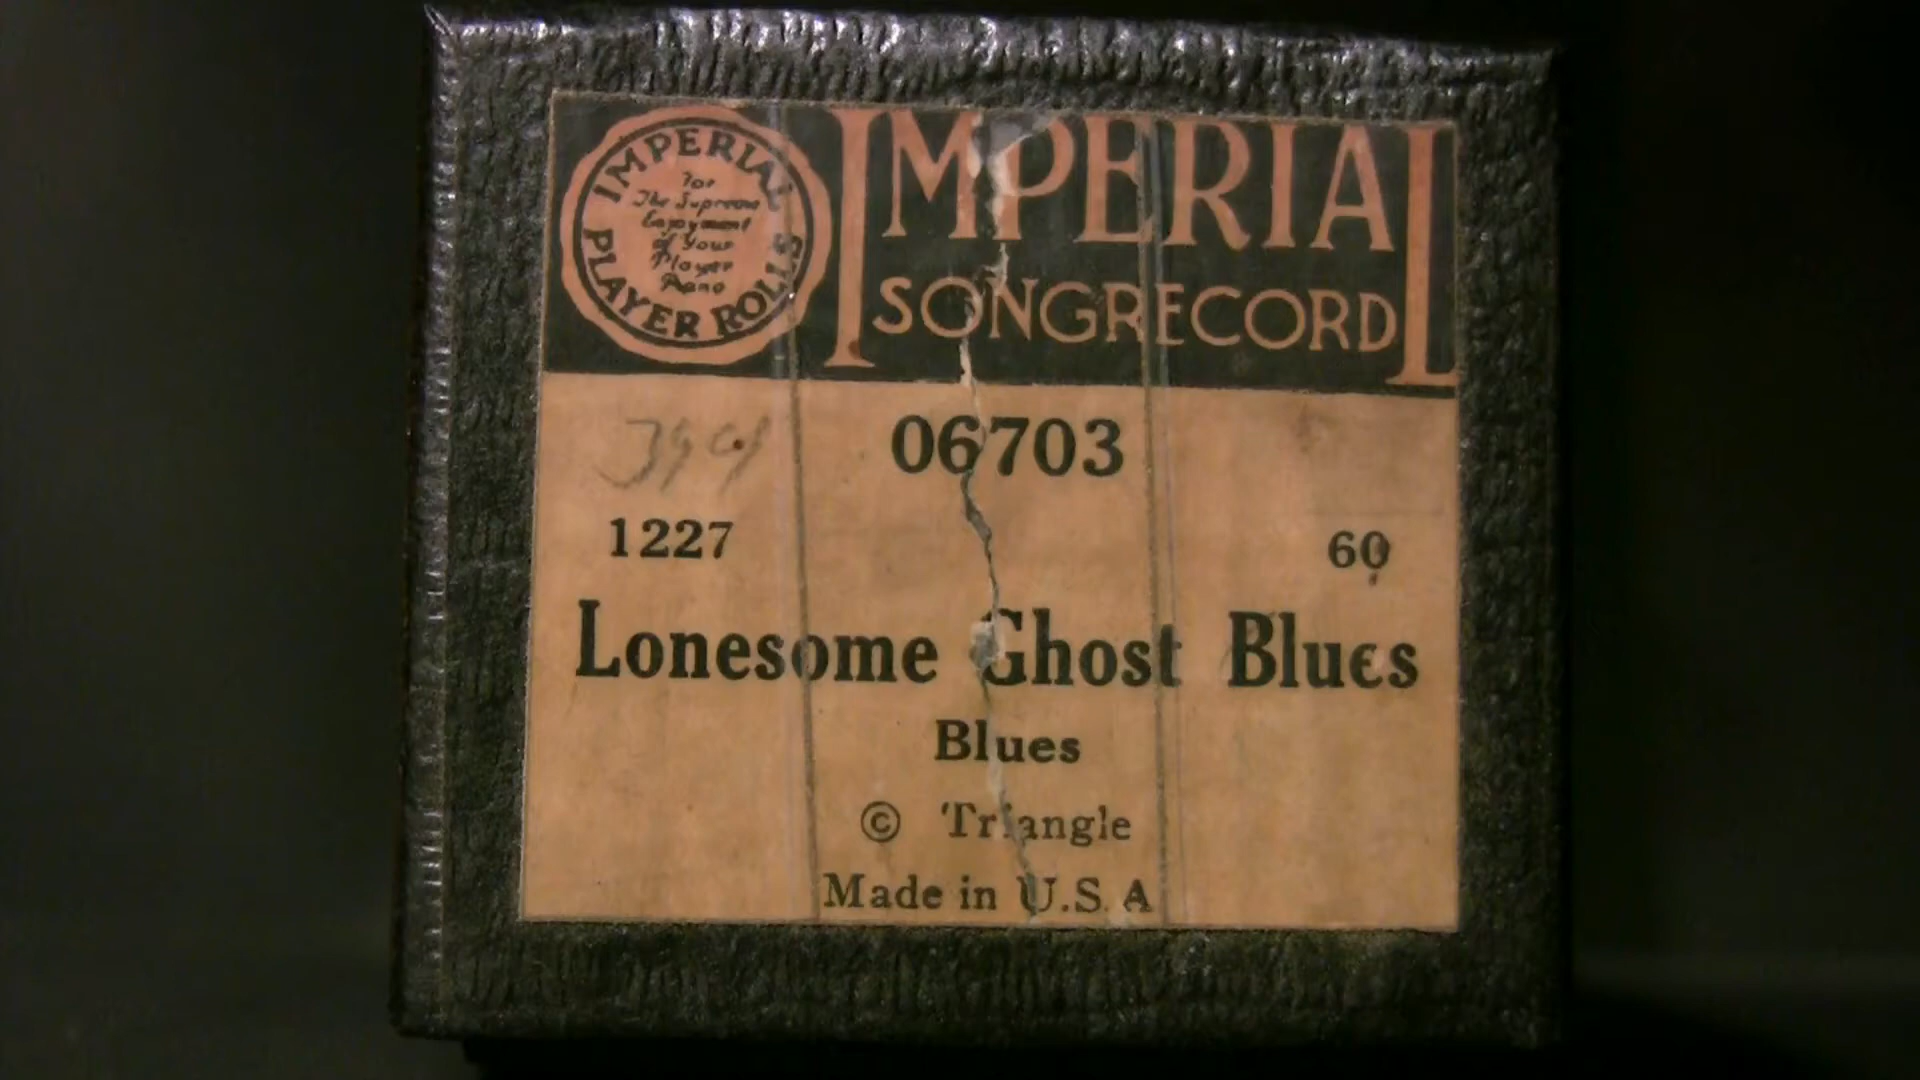 IMPERIAL
PLAYER ROLLS
For
The Supreme
Enjoyment
of Your
Player
Piano
IMPERIAL
SONGRECORD
06703
1227
60
Lonesome Ghost Blues
Blues
© Triangle
Made in U.S.A